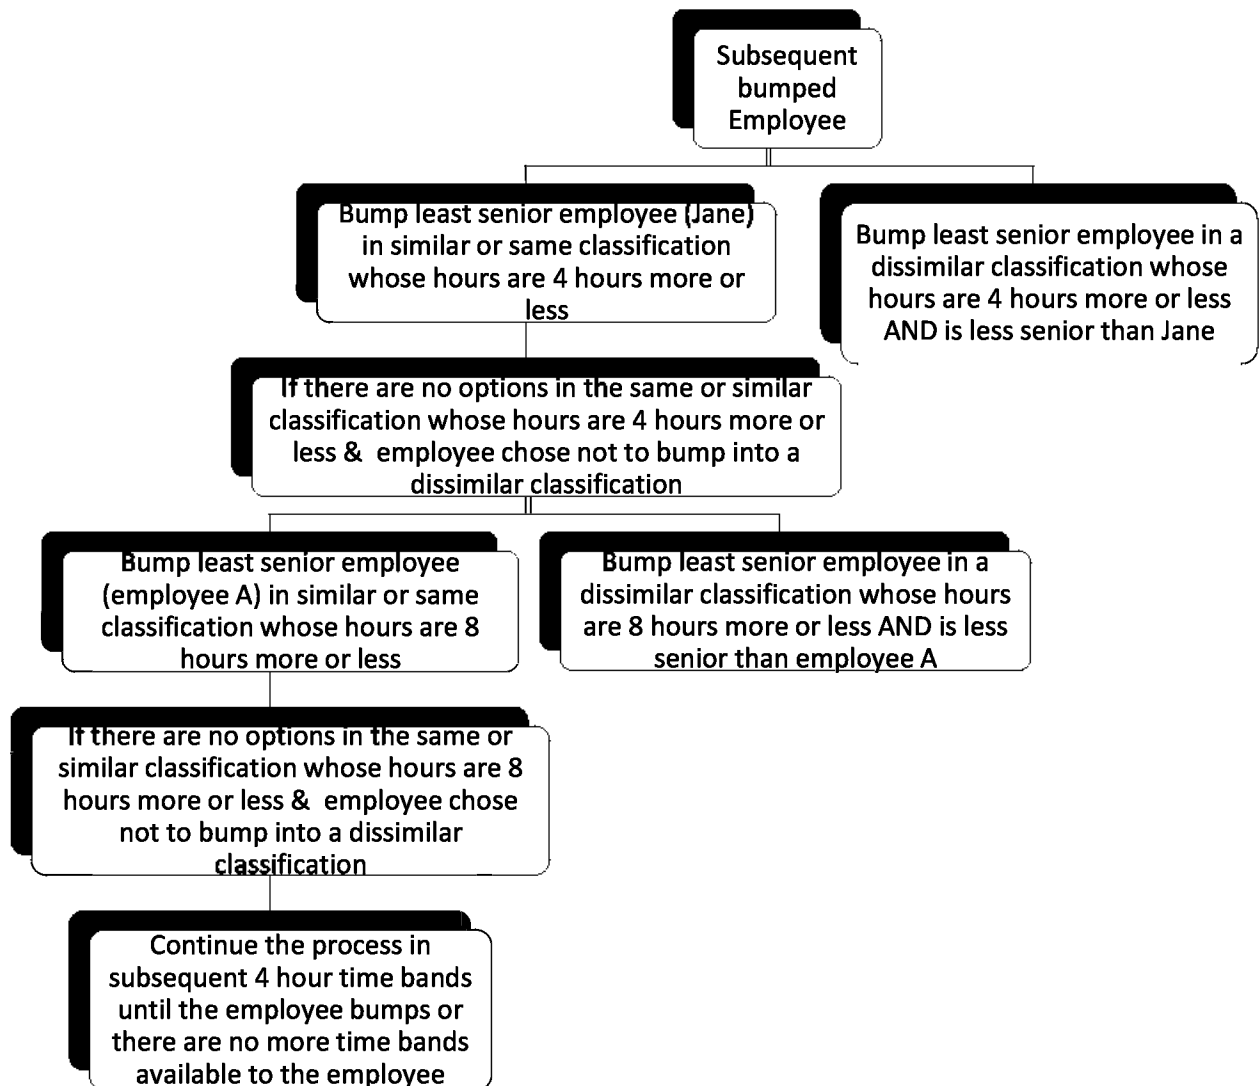 Subsequent
bumped
Employee
Bump least senior employee (Jane)
in similar or same classification
whose hours are 4 hours more or
less
Bump least senior employee in a
dissimilar classification whose
hours are 4 hours more or less
AND is less senior than Jane
If there are no options in the same or similar
classification whose hours are 4 hours more or
less & employee chose not to bump into a
dissimilar classification
Bump least senior employee
(employee A) in similar or same
classification whose hours are 8
hours more or less
Bump least senior employee in a
dissimilar classification whose hours
are 8 hours more or less AND is less
senior than employee A
If there are no options in the same or
similar classification whose hours are 8
hours more or less & employee chose
not to bump into a dissimilar
classification
Continue the process in
subsequent 4 hour time bands
until the employee bumps or
there are no more time bands
available to the employee